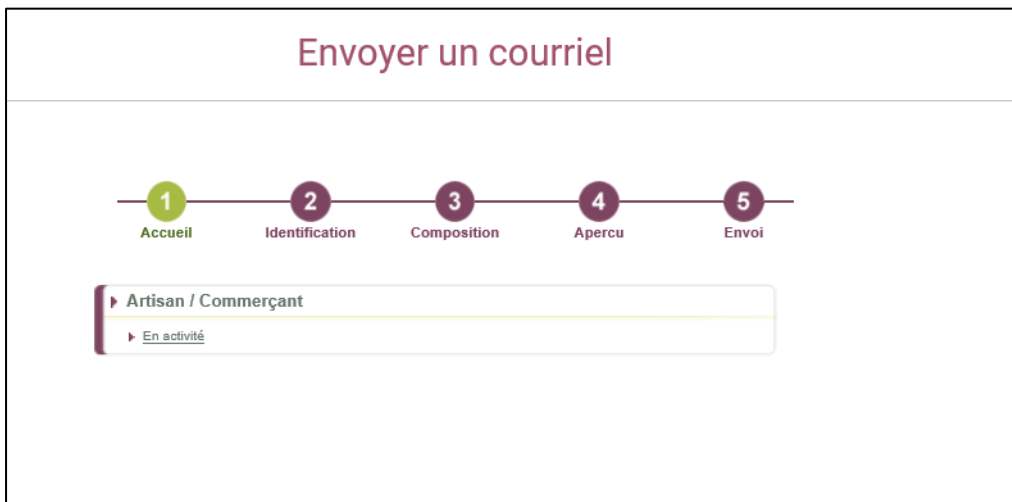 Envoyer un courriel
1 2 3 4 5
Accueil Identification Composition Apercu Envoi
Artisan / Commerçant
En activité